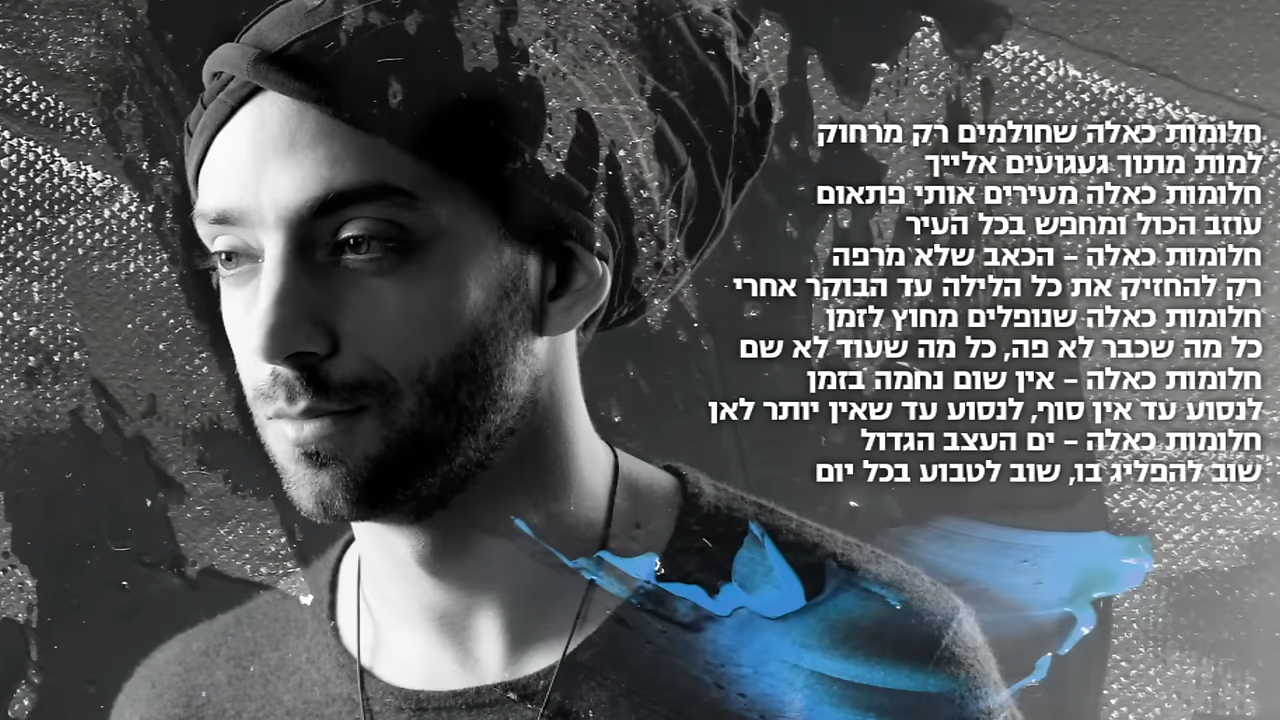 חלומות כאלה שחולמים רק מרחוק
למות מתוך געגועים אלייך
חלומות כאלה מעירים אותי פתאום
עוזב הכול ומחפש בכל העיר
חלומות כאלה – הכאב שלא מרפה
רק להחזיק את כל הלילה עד הבוקר אחרי
חלומות כאלה שנופלים מחוץ לזמן
כל מה שכבר לא פה, כל מה שעוד לא שם
חלומות כאלה – אין שום נחמה בזמן
לנסוע עד אין סוף, לנסוע עד שאין יותר לאן
חלומות כאלה – ים העצב הגדול
שוב להפליג בו, שוב לטבוע בכל יום